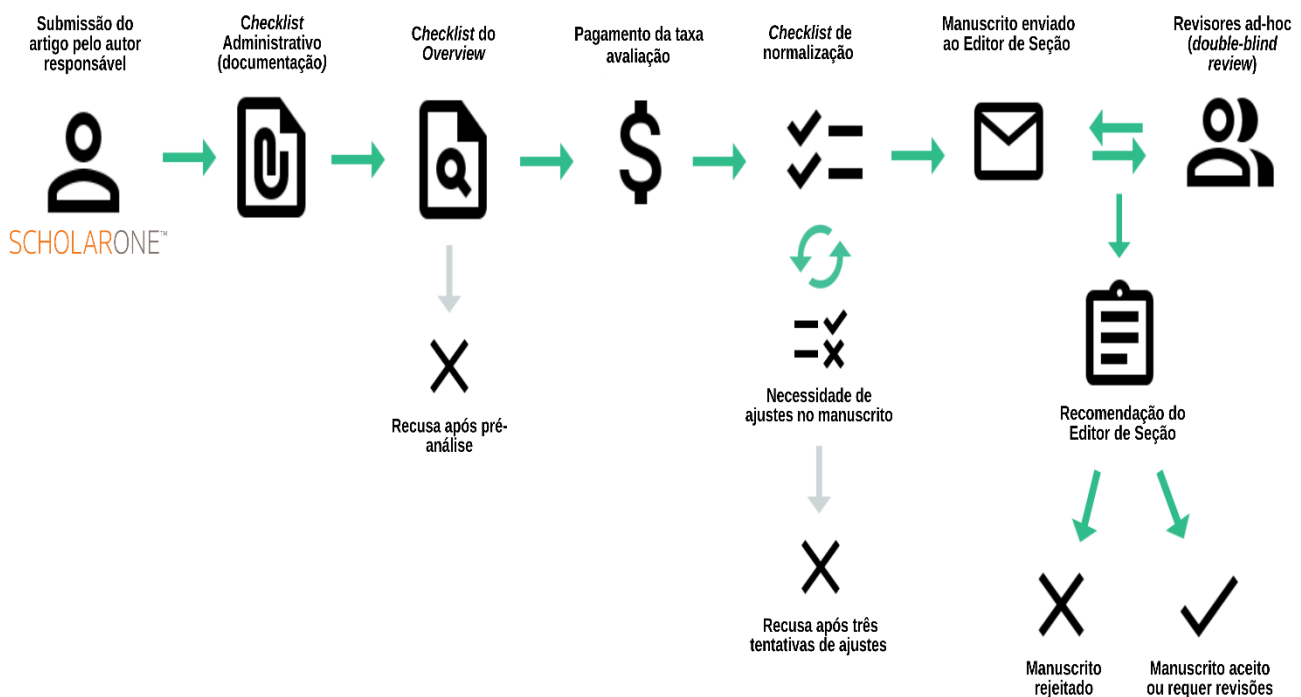 Submissão do
artigo pelo autor
responsável
Checklist
Administrativo
(documentação)
Checklist do
Overview
Pagamento da taxa
avaliação
Checklist de
normalização
Manuscrito enviado
ao Editor de Seção
Revisores ad-hoc
(double-blind
review)
SCHOLARONE™
Recusa após pré-
análise
Necessidade de
ajustes no manuscrito
Recusa após três
tentativas de ajustes
Recomendação do
Editor de Seção
Manuscrito
rejeitado
Manuscrito aceito
ou requer revisões